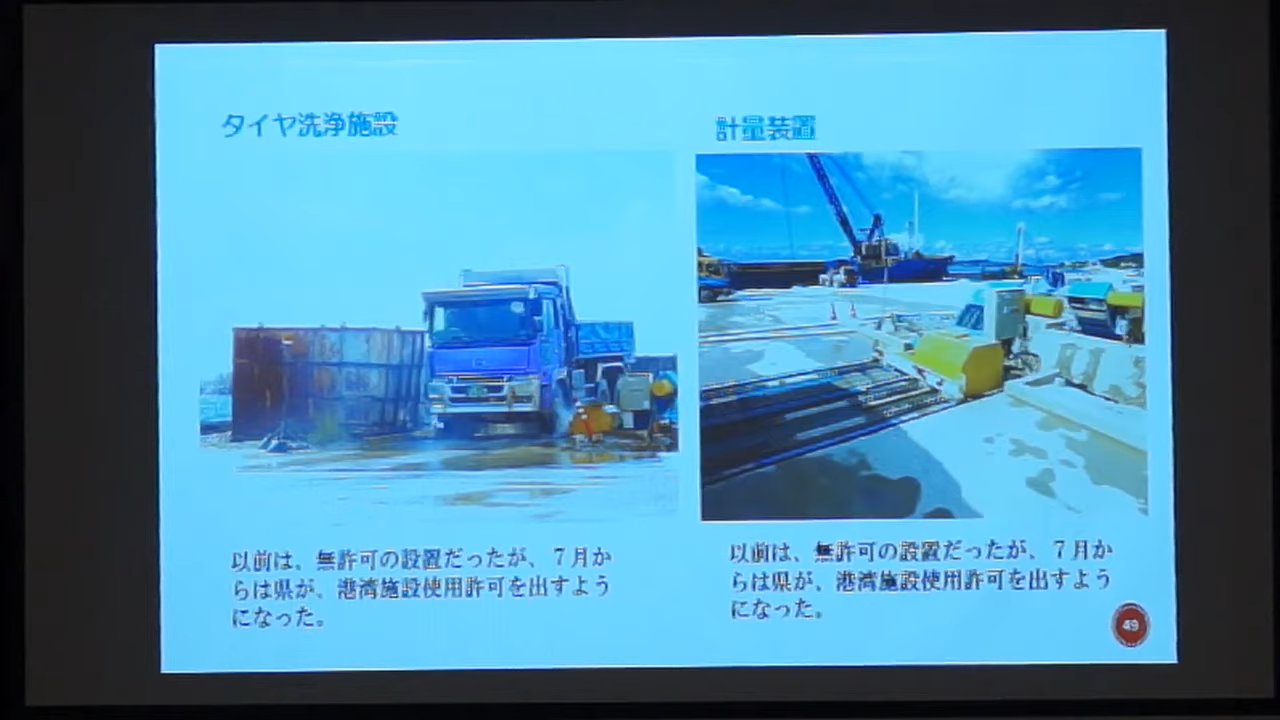 タイヤ洗浄施設
以前は、無許可の設置だったが、７月か
らは県が、港湾施設使用許可を出すよう
になった。
計量装置
以前は、無許可の設置だったが、７月か
らは県が、港湾施設使用許可を出すよう
になった。
49